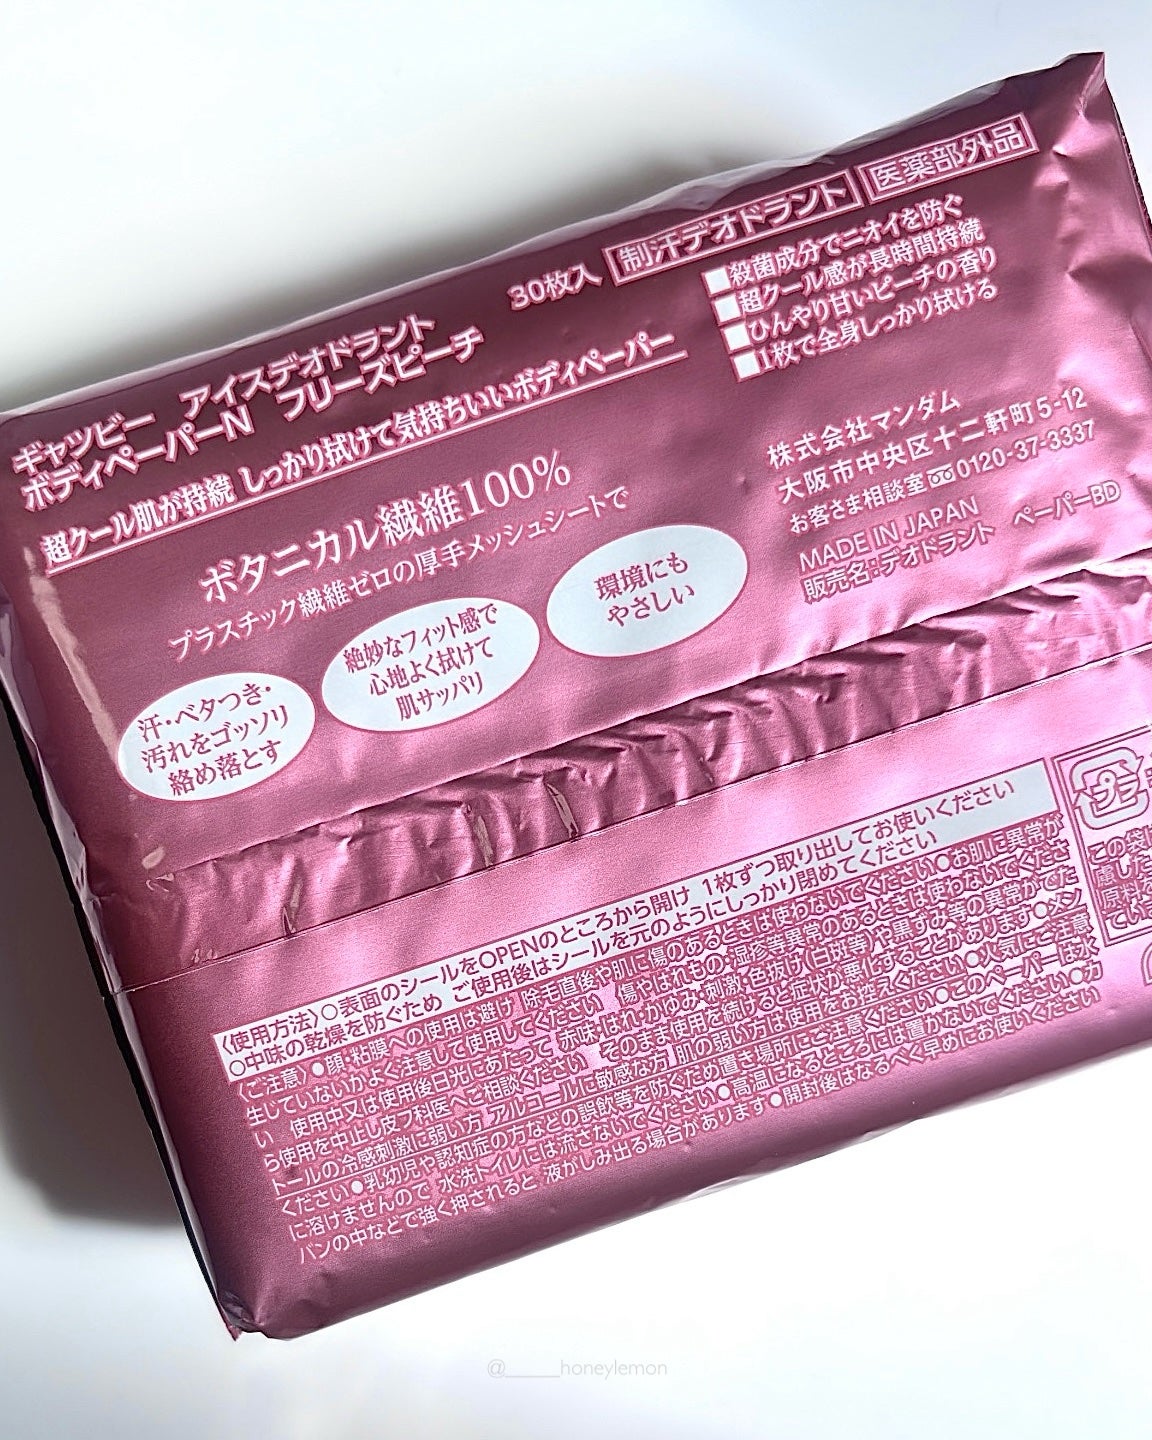 ギャツビー アイスデオドラント
ボディペーパーN フリーズピーチ
30枚入
制汗デオドラント
医薬部外品
超クール肌が持続 しっかり拭けて気持ちいいボディペーパー
殺菌成分でニオイを防ぐ
超クール感が長時間持続
ひんやり甘いピーチの香り
1枚で全身しっかり拭ける
ボタニカル繊維100%
プラスチック繊維ゼロの厚手メッシュシートで
汗・ベタつき・
汚れをゴッソリ
絡め落とす
絶妙なフィット感で
心地よく拭けて
肌サッパリ
環境にも
やさしい
株式会社マンダム
大阪市中央区十二軒町5-12
お客さま相談室 0120-37-3337
MADE IN JAPAN
販売名:デオドラント ペーパーBD
〈使用方法〉○表面のシールをOPENのところから開け 1枚ずつ取り出してお使いください
○中味の乾燥を防ぐため ご使用後はシールを元のようにしっかり閉めてください
〈ご注意〉●顔・粘膜への使用は避け 除毛直後や肌に傷のあるときは使わないでください●お肌に異常が
生じていないかよく注意して使用してください 傷やはれもの・湿疹等異常のあるときは使わないでくださ
い 使用中又は使用後日光にあたって 赤味・はれ・かゆみ・刺激・色抜け(白斑等)や黒ずみ等の異常がでた
ら使用を中止し皮フ科医へご相談ください そのまま使用を続けると症状が悪化することがあります●メン
トールの冷感刺激に弱い方 アルコールに敏感な方 肌の弱い方は使用をお控えください●火気にご注意
ください●乳幼児や認知症の方などの誤飲等を防ぐため置き場所にご注意ください●このペーパーは水
に溶けませんので 水洗トイレには流さないでください●高温になるところには置かないでください●カ
バンの中などで強く押されると 液がしみ出る場合があります●開封後はなるべく早めにお使いください
プラ
この袋は
慮した
原料を
てい
@_____honeylemon